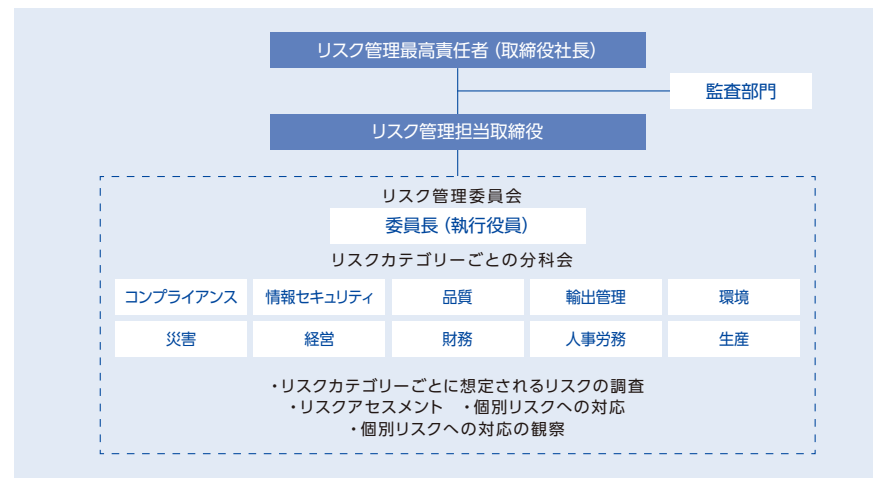 リスク管理最高責任者（取締役社長）
監査部門
リスク管理担当取締役
リスク管理委員会
委員長（執行役員）
リスクカテゴリーごとの分科会
コンプライアンス 情報セキュリティ 品質 輸出管理 環境
災害 経営 財務 人事労務 生産
・リスクカテゴリーごとに想定されるリスクの調査
・リスクアセスメント ・個別リスクへの対応
・個別リスクへの対応の観察